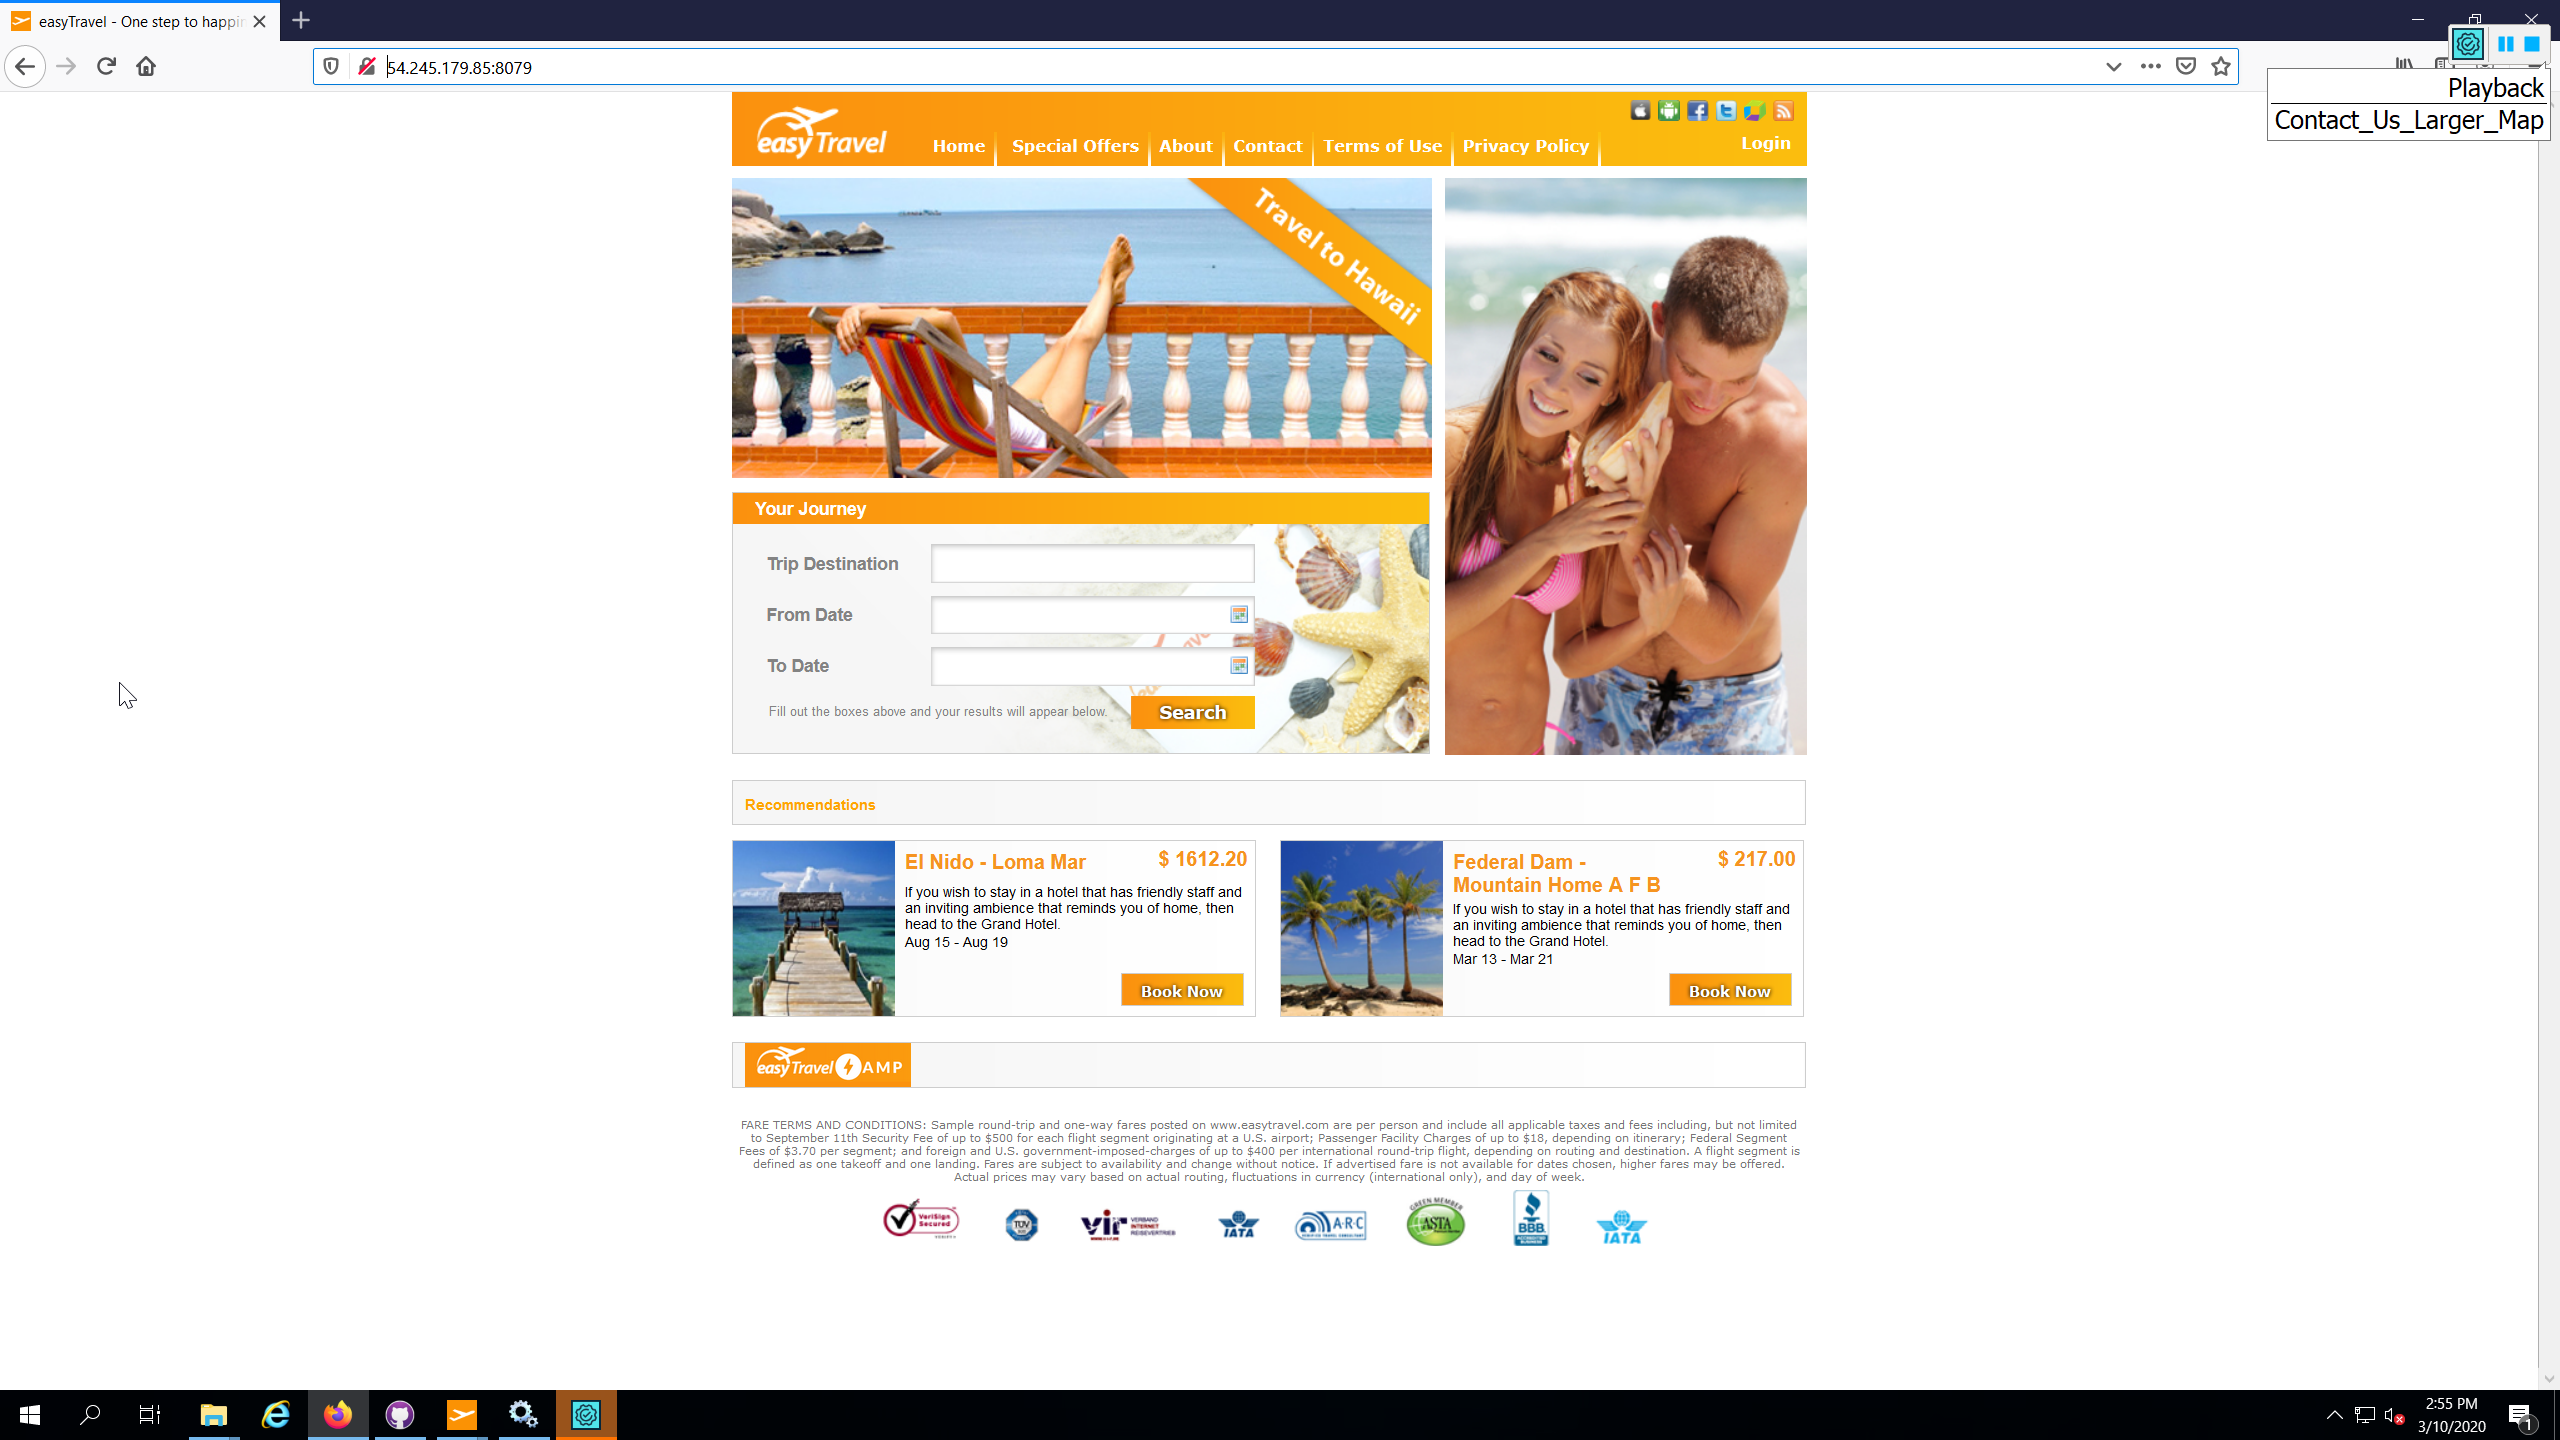 easyTravel - One step to happin
54.245.179.85:8079
Playback
Contact_Us_Larger_Map
easyTravel
Home
Special Offers
About
Contact
Terms of Use
Privacy Policy
Login
Travel to Hawaii
Your Journey
Trip Destination
From Date
To Date
Fill out the boxes above and your results will appear below.
Search
Recommendations
El Nido - Loma Mar
$ 1612.20
If you wish to stay in a hotel that has friendly staff and
an inviting ambience that reminds you of home, then
head to the Grand Hotel.
Aug 15 - Aug 19
Book Now
Federal Dam -
Mountain Home A F B
$ 217.00
If you wish to stay in a hotel that has friendly staff and
an inviting ambience that reminds you of home, then
head to the Grand Hotel.
Mar 13 - Mar 21
Book Now
easyTravel AMP
FARE TERMS AND CONDITIONS: Sample round-trip and one-way fares posted on www.easytravel.com are per person and include all applicable taxes and fees including, but not limited
to September 11th Security Fee of up to $500 for each flight segment originating at a U.S. airport; Passenger Facility Charges of up to $18, depending on itinerary; Federal Segment
Fees of $3.70 per segment; and foreign and U.S. government-imposed-charges of up to $400 per international round-trip flight, depending on routing and destination. A flight segment is
defined as one takeoff and one landing. Fares are subject to availability and change without notice. If advertised fare is not available for dates chosen, higher fares may be offered.
Actual prices may vary based on actual routing, fluctuations in currency (international only), and day of week.
VeriSign
Secured
TÜV
vir
VERBAND
INTERNET
REISEVERTRIEB
IATA
A·R·C
GREEN MEMBER
ASTA
BBB
IATA
2:55 PM
3/10/2020
1